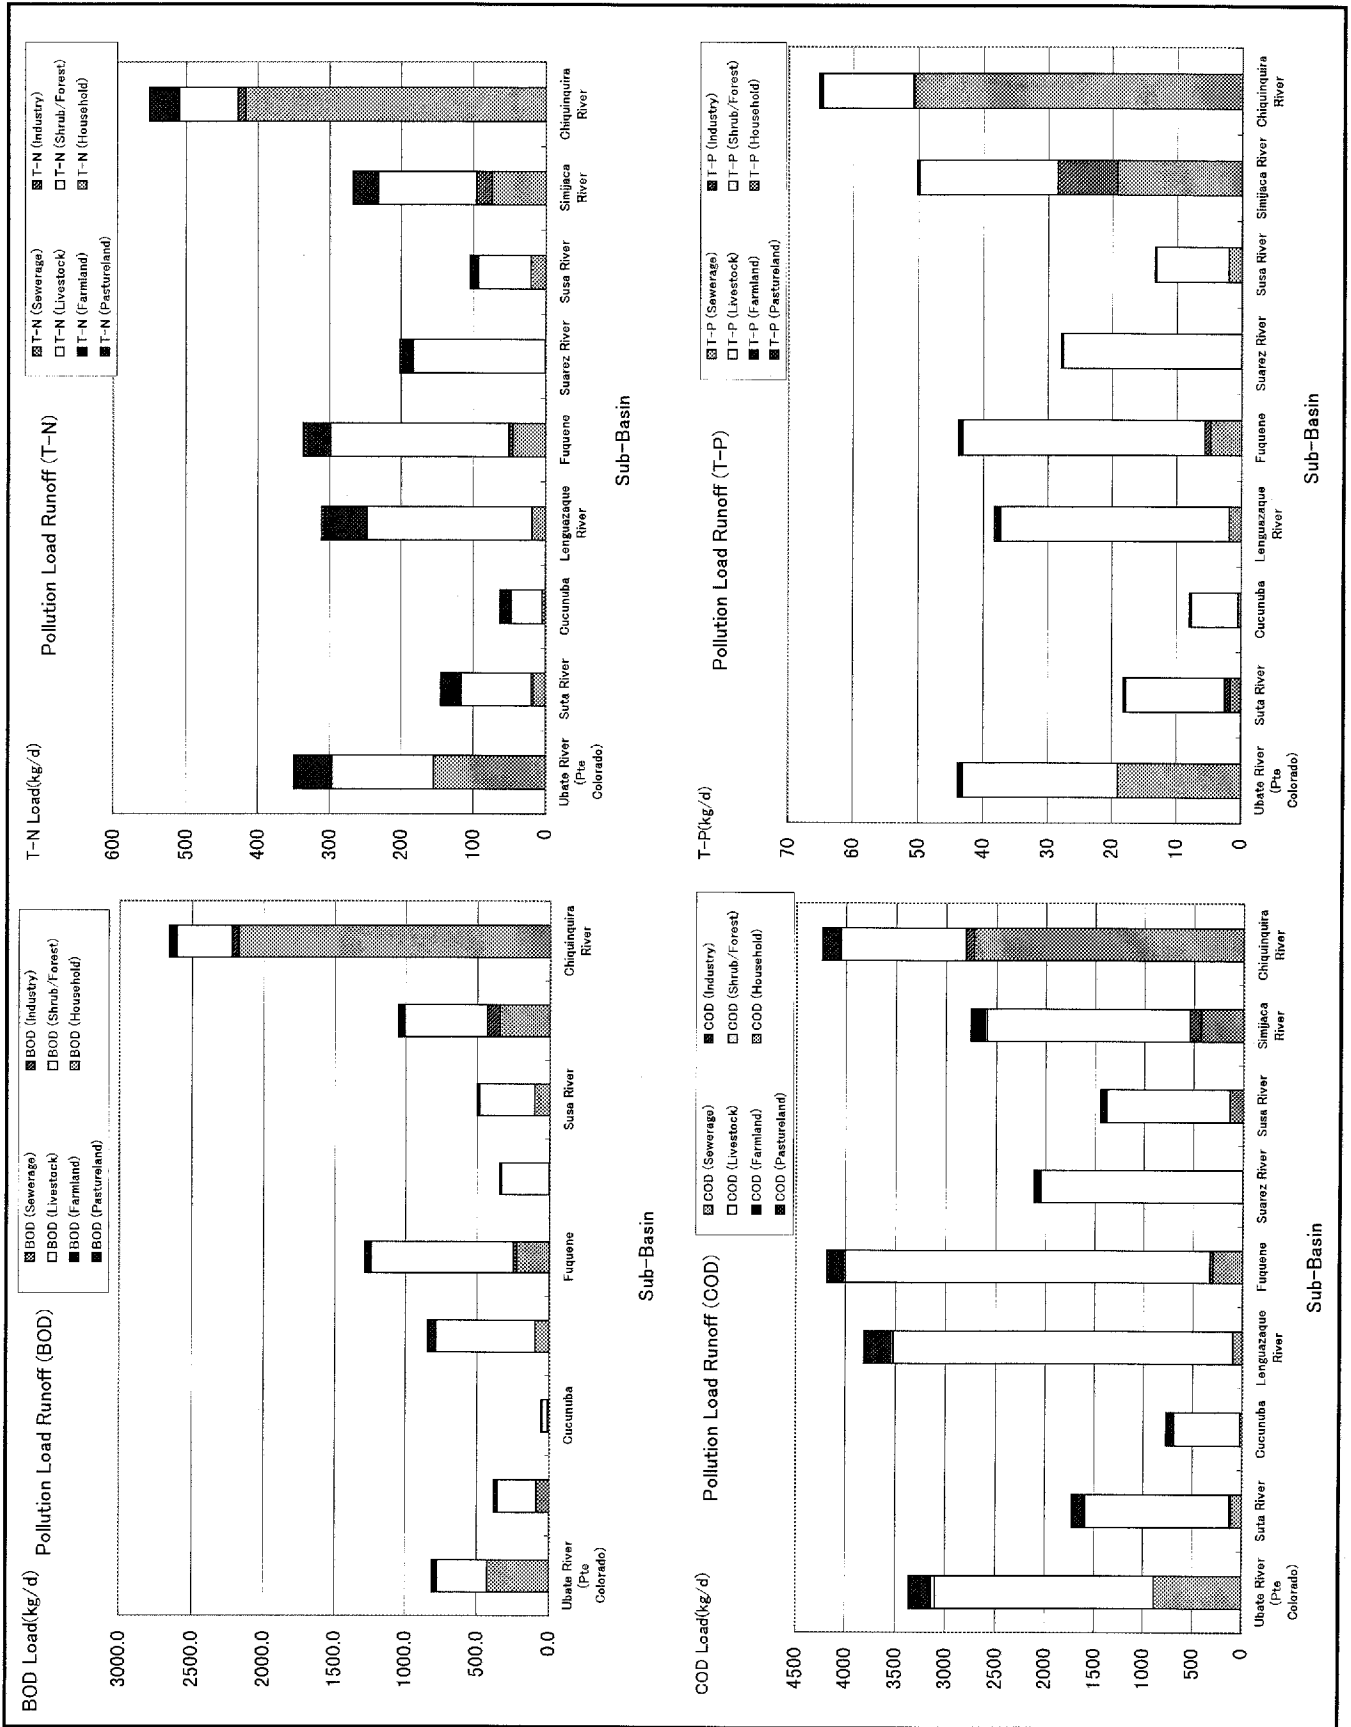 BOD Load(kg/d)
Pollution Load Runoff (BOD)
BOD (Sewerage)
BOD (Industry)
BOD (Livestock)
BOD (Shrub/Forest)
BOD (Farmland)
BOD (Household)
BOD (Pastureland)
3000.0
2500.0
2000.0
1500.0
1000.0
500.0
0.0
Ubate River
(Pte
Colorado)
Cucunuba
Fuquene
Susa River
Chiquinquira
River
Sub-Basin
T-N Load(kg/d)
Pollution Load Runoff (T-N)
T-N (Sewerage)
T-N (Industry)
T-N (Livestock)
T-N (Shrub/Forest)
T-N (Farmland)
T-N (Household)
T-N (Pastureland)
600
500
400
300
200
100
0
Ubate River
(Pte
Colorado)
Suta River
Cucunuba
Lenguazaque
River
Fuquene
Suarez River
Susa River
Simijaca
River
Chiquinquira
River
Sub-Basin
COD Load(kg/d)
Pollution Load Runoff (COD)
COD (Sewerage)
COD (Industry)
COD (Livestock)
COD (Shrub/Forest)
COD (Farmland)
COD (Household)
COD (Pastureland)
4500
4000
3500
3000
2500
2000
1500
1000
500
0
Ubate River
(Pte
Colorado)
Suta River
Cucunuba
Lenguazaque
River
Fuquene
Suarez River
Susa River
Simijaca
River
Chiquinquira
River
Sub-Basin
T-P(kg/d)
Pollution Load Runoff (T-P)
T-P (Sewerage)
T-P (Industry)
T-P (Livestock)
T-P (Shrub/Forest)
T-P (Farmland)
T-P (Household)
T-P (Pastureland)
70
60
50
40
30
20
10
0
Ubate River
(Pte
Colorado)
Suta River
Cucunuba
Lenguazaque
River
Fuquene
Suarez River
Susa River
Simijaca River
Chiquinquira
River
Sub-Basin